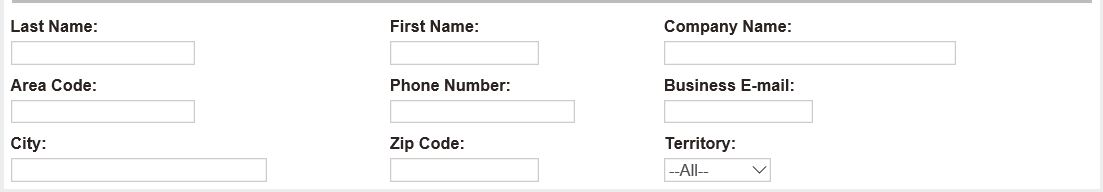 Last Name: First Name: Company Name:
Area Code: Phone Number: Business E-mail:
City: Zip Code: Territory:
--All--